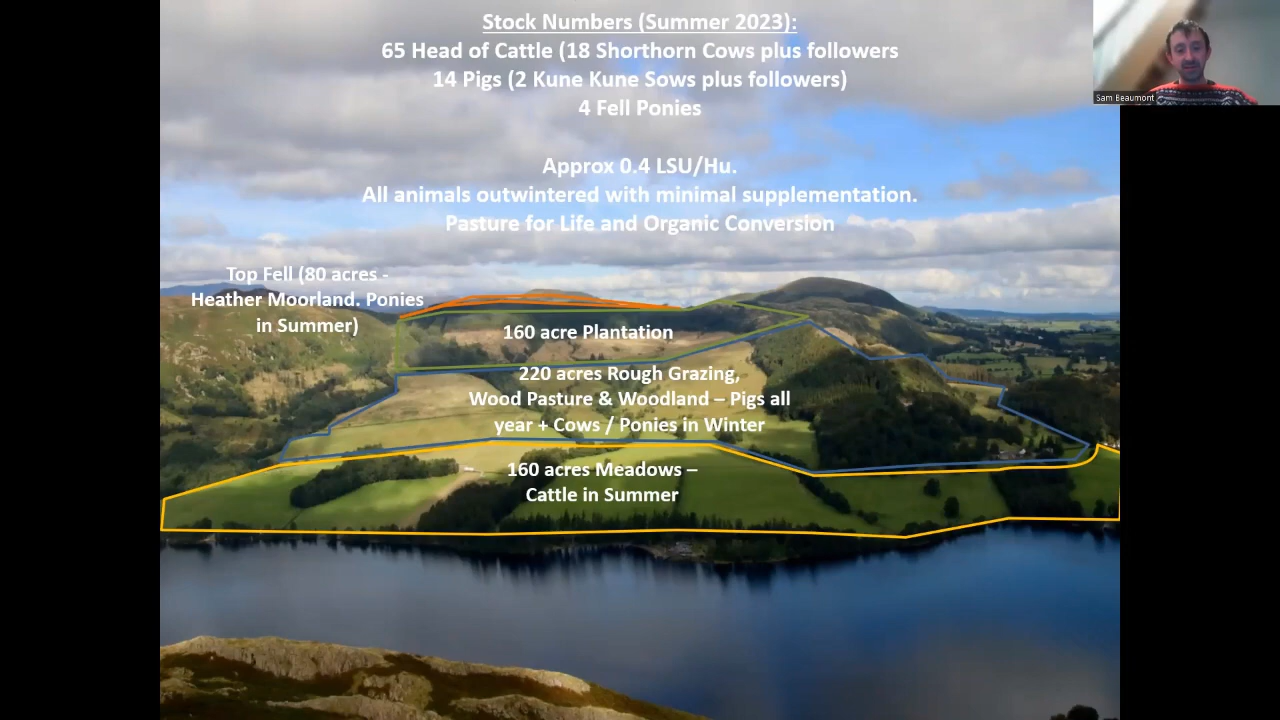 Stock Numbers (Summer 2023):
65 Head of Cattle (18 Shorthorn Cows plus followers
14 Pigs (2 Kune Kune Sows plus followers)
4 Fell Ponies
Approx 0.4 LSU/Hu.
All animals outwintered with minimal supplementation.
Pasture for Life and Organic Conversion
Top Fell (80 acres -
Heather Moorland. Ponies
in Summer)
160 acre Plantation
220 acres Rough Grazing,
Wood Pasture & Woodland – Pigs all
year + Cows / Ponies in Winter
160 acres Meadows –
Cattle in Summer
Sam Beaumont